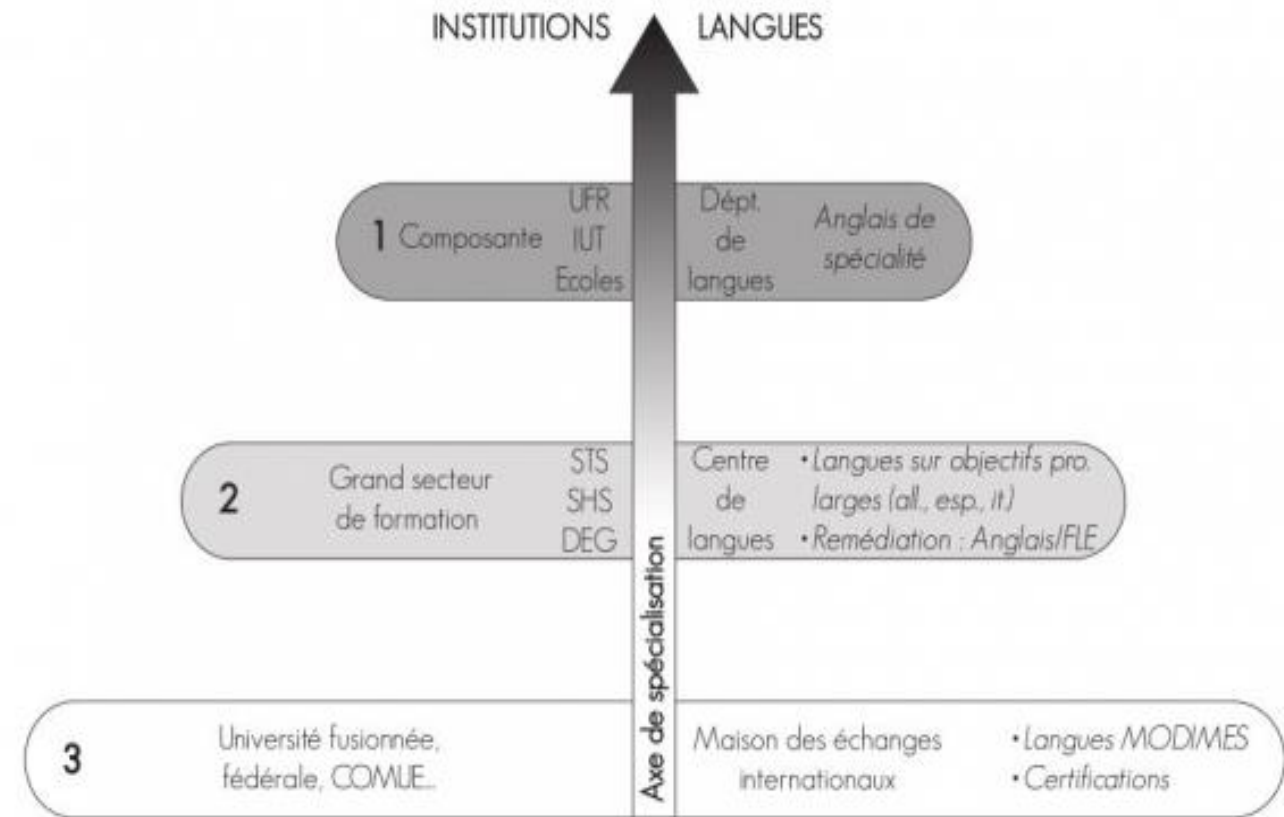 INSTITUTIONS LANGUES
1 Composante
UFR
IUT
Ecoles
Dépt.
de
langues
Anglais de
spécialité
2
Grand secteur
de formation
STS
SHS
DEG
Centre
de
langues
• Langues sur objectifs pro.
larges (all., esp., it.)
• Remédiation : Anglais/FLE
Axe de spécialisation
3
Université fusionnée,
fédérale, COMUE...
Maison des échanges
internationaux
• Langues MODIMES
• Certifications